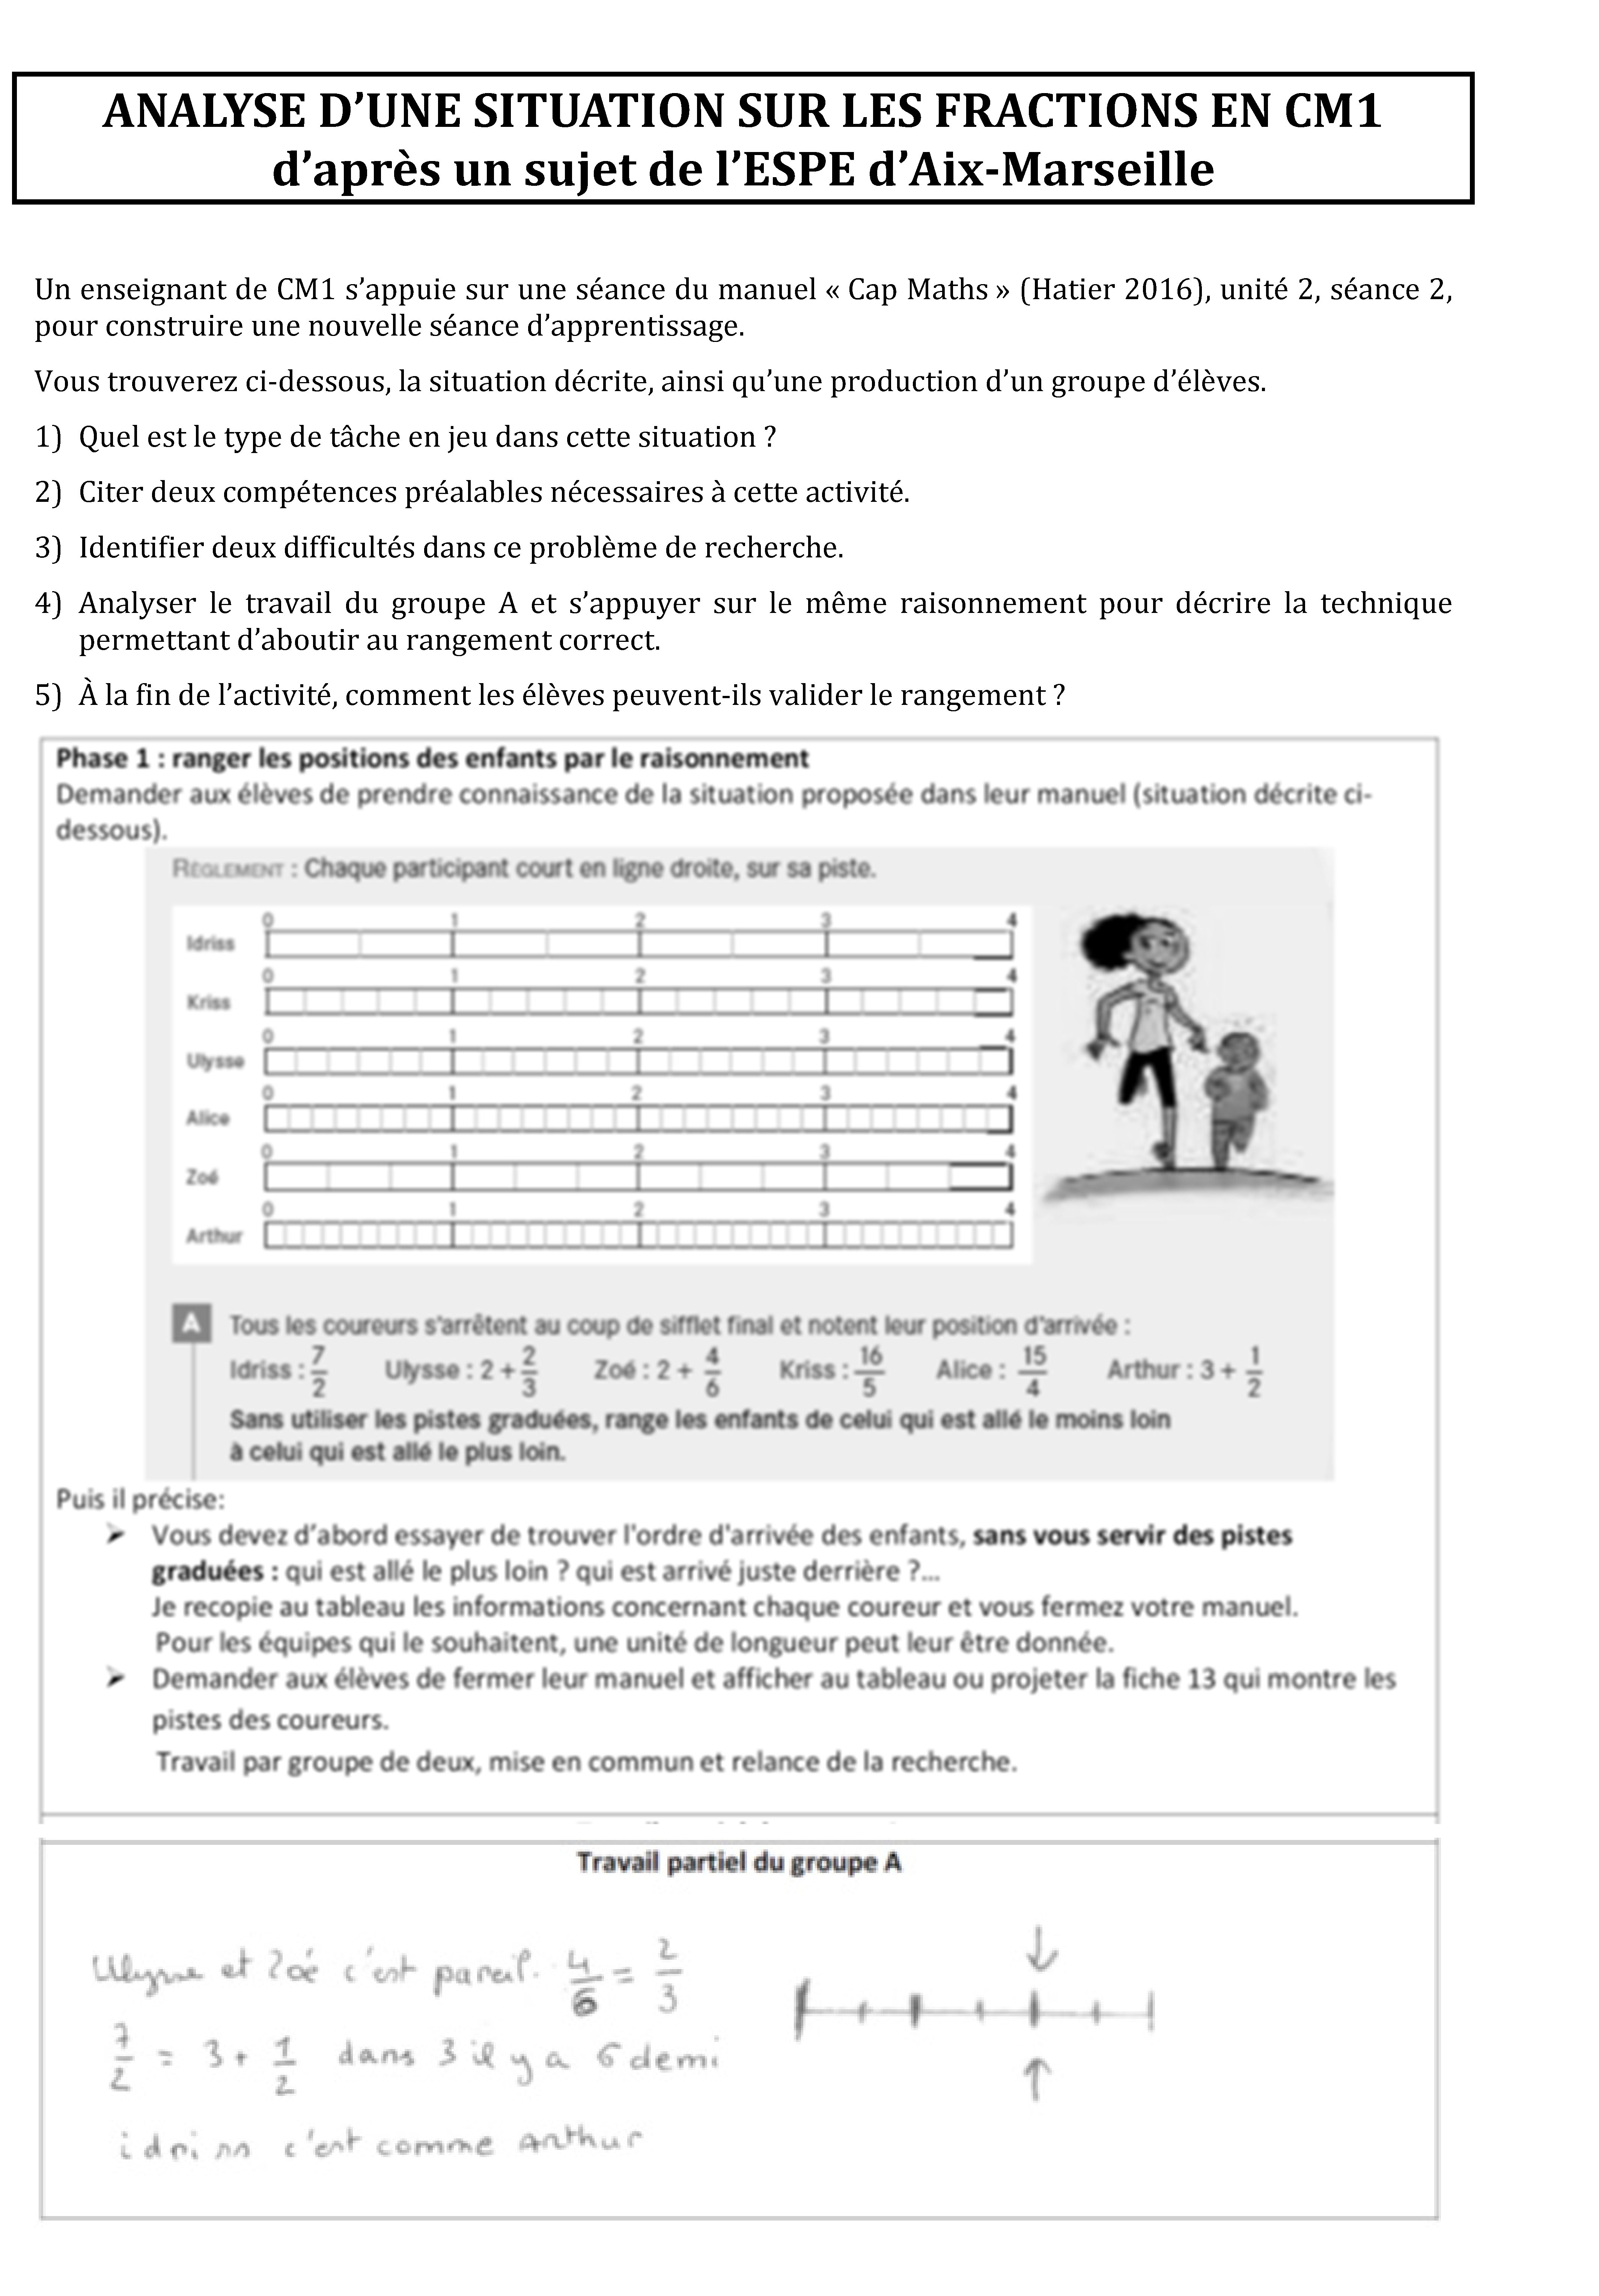 ANALYSE D’UNE SITUATION SUR LES FRACTIONS EN CM1
d’après un sujet de l’ESPE d’Aix-Marseille
Un enseignant de CM1 s’appuie sur une séance du manuel « Cap Maths » (Hatier 2016), unité 2, séance 2,
pour construire une nouvelle séance d’apprentissage.
Vous trouverez ci-dessous, la situation décrite, ainsi qu’une production d’un groupe d’élèves.
1) Quel est le type de tâche en jeu dans cette situation ?
2) Citer deux compétences préalables nécessaires à cette activité.
3) Identifier deux difficultés dans ce problème de recherche.
4) Analyser le travail du groupe A et s’appuyer sur le même raisonnement pour décrire la technique
permettant d’aboutir au rangement correct.
5) À la fin de l’activité, comment les élèves peuvent-ils valider le rangement ?
Phase 1 : ranger les positions des enfants par le raisonnement
Demander aux élèves de prendre connaissance de la situation proposée dans leur manuel (situation décrite ci-
dessous).
RÈGLEMENT : Chaque participant court en ligne droite, sur sa piste.
0 1 2 3 4
Idriss
0 1 2 3 4
Kriss
0 1 2 3 4
Ulysse
0 1 2 3 4
Alice
0 1 2 3 4
Zoé
0 1 2 3 4
Arthur
A Tous les coureurs s'arrêtent au coup de sifflet final et notent leur position d'arrivée :
Idriss : 7/2 Ulysse : 2 + 2/3 Zoé : 2 + 4/6 Kriss : 16/5 Alice : 15/4 Arthur : 3 + 1/2
Sans utiliser les pistes graduées, range les enfants de celui qui est allé le moins loin
à celui qui est allé le plus loin.
Puis il précise:
➢ Vous devez d’abord essayer de trouver l'ordre d'arrivée des enfants, sans vous servir des pistes
graduées : qui est allé le plus loin ? qui est arrivé juste derrière ?...
Je recopie au tableau les informations concernant chaque coureur et vous fermez votre manuel.
Pour les équipes qui le souhaitent, une unité de longueur peut leur être donnée.
➢ Demander aux élèves de fermer leur manuel et afficher au tableau ou projeter la fiche 13 qui montre les
pistes des coureurs.
Travail par groupe de deux, mise en commun et relance de la recherche.
Travail partiel du groupe A
Ulysse et Zoé c'est pareil. 4/6 = 2/3
7/2 = 3 + 1/2 dans 3 il y a 6 demi
idriss c'est comme Arthur